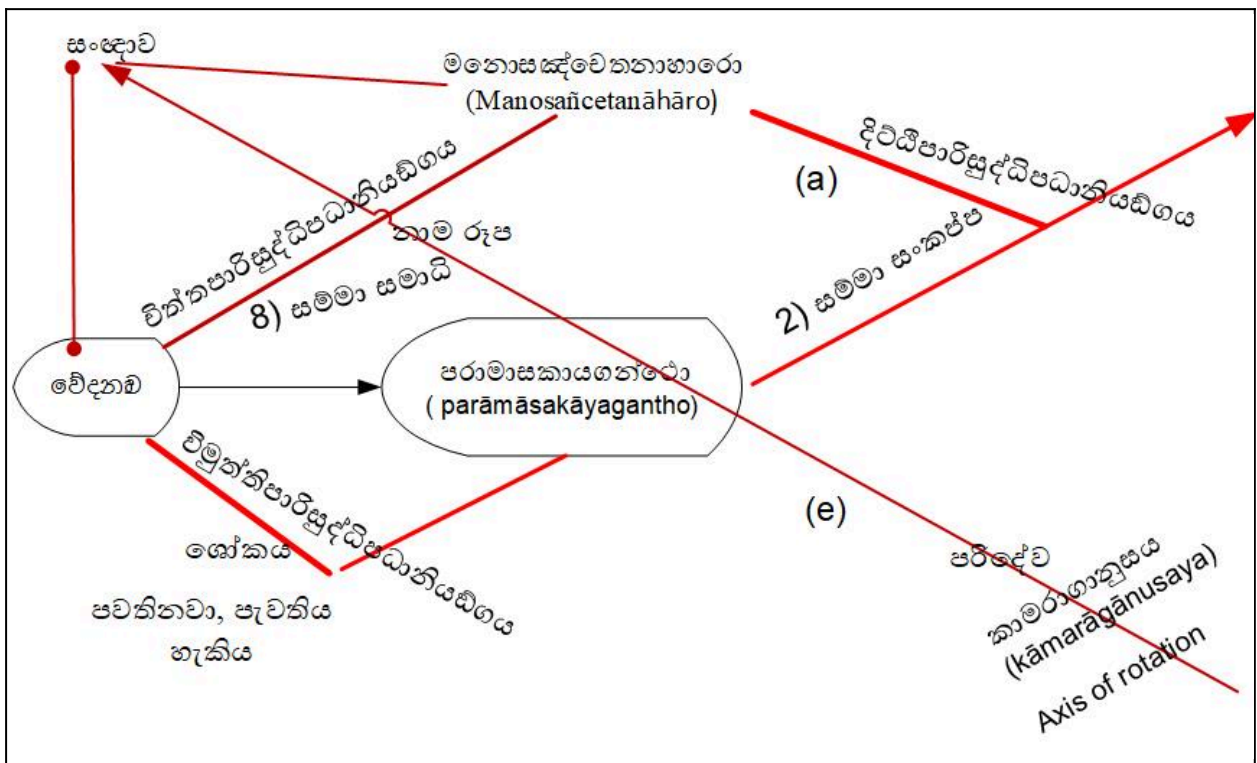 සංඥාව
මනොසඤ්චෙතනාහාරො
(Manosañcetanāhāro)
දිට්ඨිපාරිසුද්ධිපධානියඞ්ගය
(a)
චිත්තපාරිසුද්ධිපධානියඞ්ගය
නාම රූප
8) සම්මා සමාධි
2) සම්මා සංකප්ප
වේදනාව
පරාමාසකායගන්ථො
( parāmāsakāyagantho)
විමුත්තිපාරිසුද්ධිපධානියඞ්ගය
(e)
ශෝකය
පරිදේව
පවතිනවා, පැවතිය
හැකිය
කාමරාගානුසය
(kāmarāgānusaya)
Axis of rotation